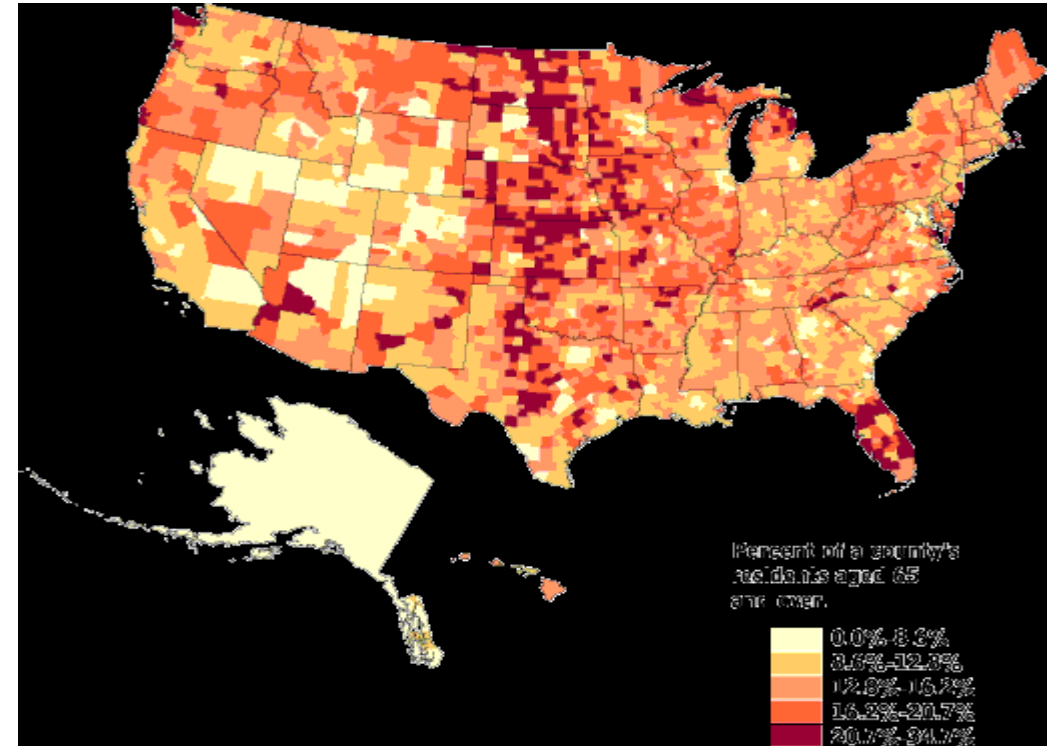 Percent of a county's
residents aged 65
and over.
0.0%-8.6%
8.6%-12.8%
12.8%-16.2%
16.2%-20.7%
20.7%-34.7%